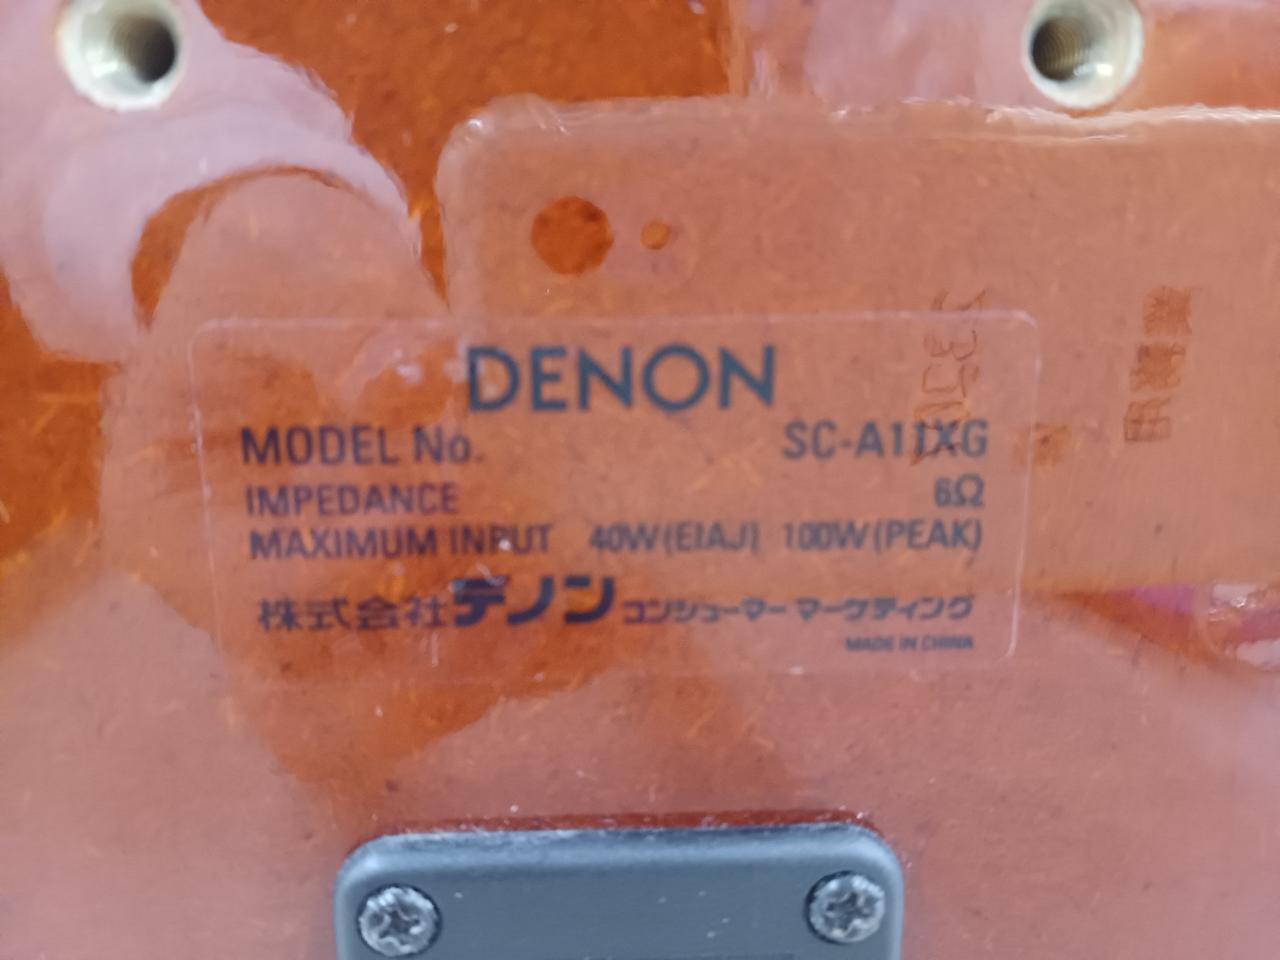 DENON
MODEL No. SC-A11XG
IMPEDANCE 6Ω
MAXIMUM INPUT 40W(EIAJ) 100W(PEAK)
株式会社デノン コンシューマー マーケティング
MADE IN CHINA